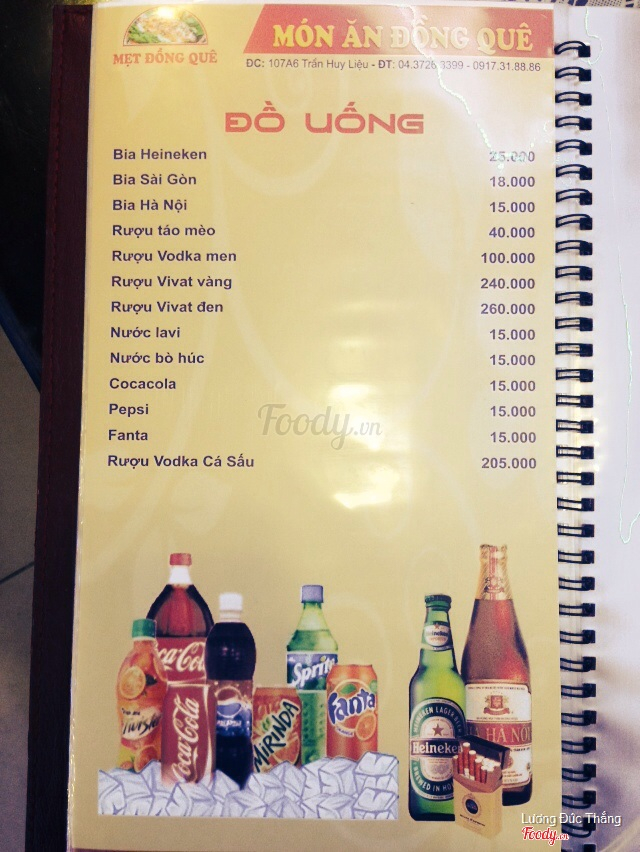 MÓN ĂN ĐỒNG QUÊ
MẸT ĐỒNG QUÊ
ĐC: 107A6 Trần Huy Liệu - ĐT: 04.3726 3399 - 0917.31.88.86
ĐỒ UỐNG
Bia Heineken 25.000
Bia Sài Gòn 18.000
Bia Hà Nội 15.000
Rượu táo mèo 40.000
Rượu Vodka men 100.000
Rượu Vivat vàng 240.000
Rượu Vivat đen 260.000
Nước lavi 15.000
Nước bò húc 15.000
Cocacola 15.000
Pepsi 15.000
Fanta 15.000
Rượu Vodka Cá Sấu 205.000
Foody.vn
Coca-Cola
Twister
Coca-Cola
PEPSI
MIRINDA
Sprite
Fanta
Heineken
HÀ NỘI
Lương Đức Thắng
Foody.vn